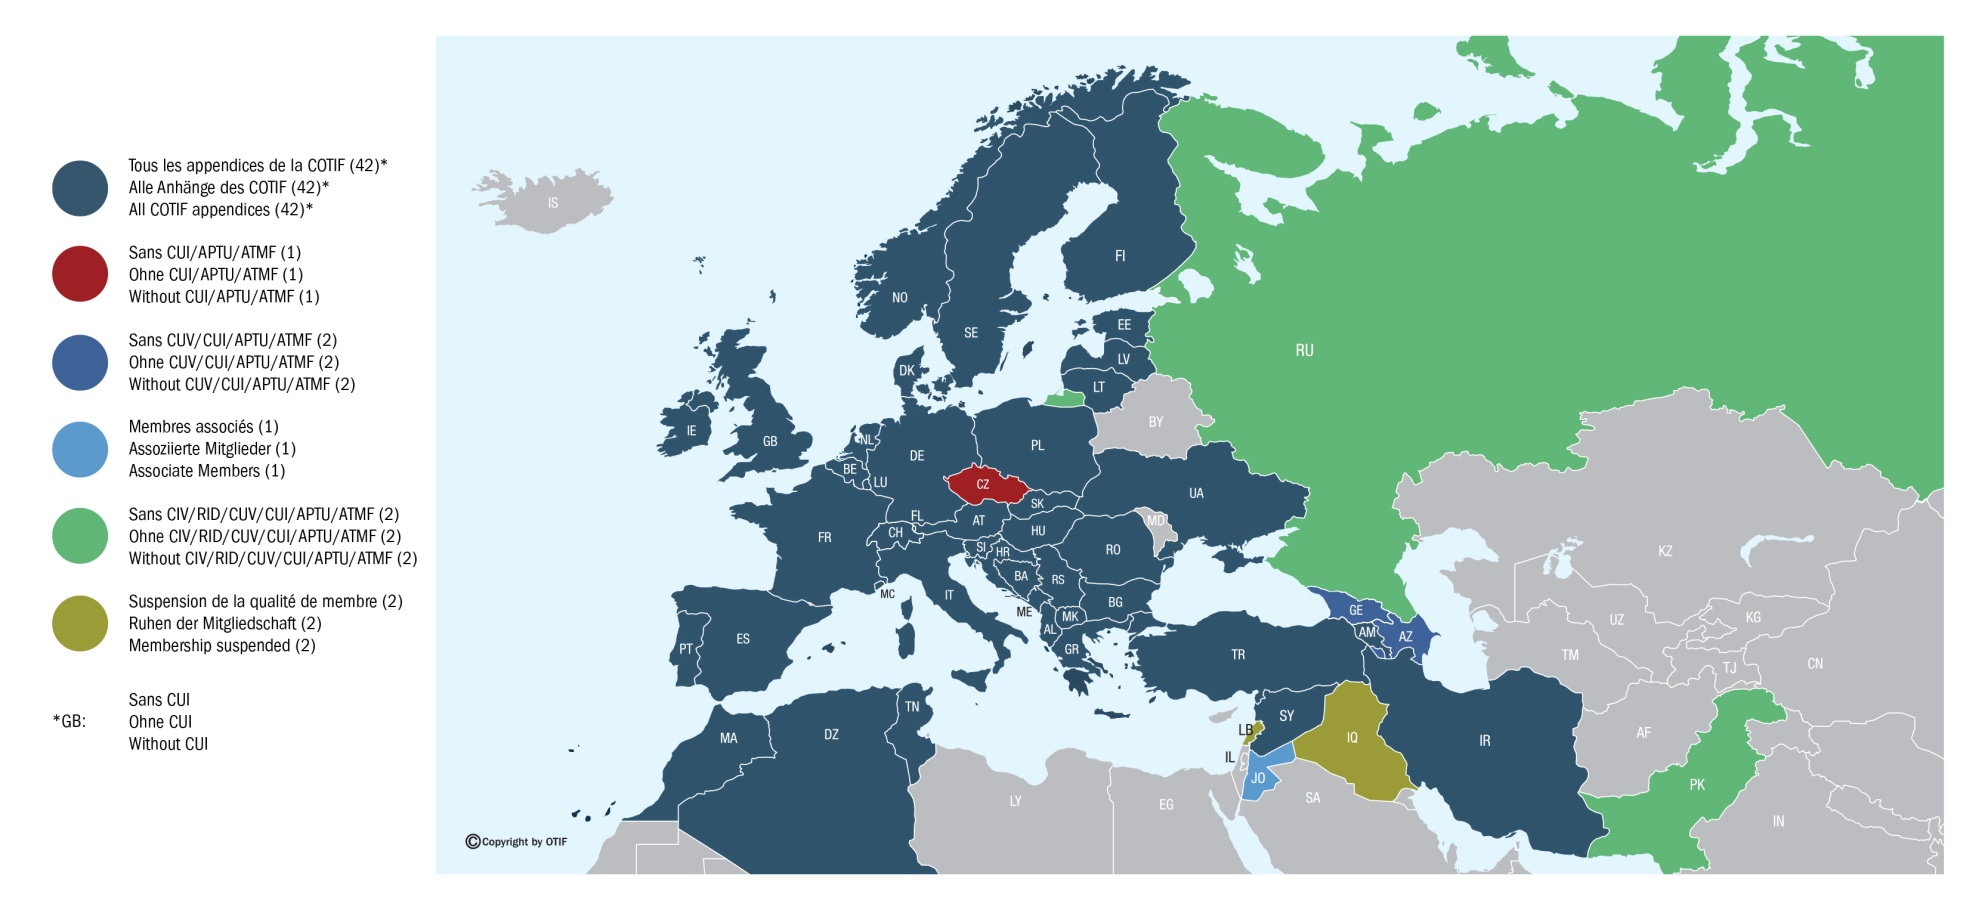 Tous les appendices de la COTIF (42)*
Alle Anhänge des COTIF (42)*
All COTIF appendices (42)*
Sans CUI/APTU/ATMF (1)
Ohne CUI/APTU/ATMF (1)
Without CUI/APTU/ATMF (1)
Sans CUV/CUI/APTU/ATMF (2)
Ohne CUV/CUI/APTU/ATMF (2)
Without CUV/CUI/APTU/ATMF (2)
Membres associés (1)
Assoziierte Mitglieder (1)
Associate Members (1)
Sans CIV/RID/CUV/CUI/APTU/ATMF (2)
Ohne CIV/RID/CUV/CUI/APTU/ATMF (2)
Without CIV/RID/CUV/CUI/APTU/ATMF (2)
Suspension de la qualité de membre (2)
Ruhen der Mitgliedschaft (2)
Membership suspended (2)
Sans CUI
*GB: Ohne CUI
Without CUI
IS
FI
NO
SE
EE
RU
LV
DK
LT
BY
IE
GB
NL
PL
DE
BE
LU
CZ
UA
SK
FL
AT
MD
CH
HU
FR
SI
HR
RO
KZ
BA
RS
MC
IT
BG
ME
MK
GE
KG
UZ
AL
AM
AZ
ES
PT
GR
TR
TM
TJ
CN
TN
SY
MA
DZ
LB
IQ
IR
AF
IL
JO
PK
LY
EG
SA
IN
©Copyright by OTIF